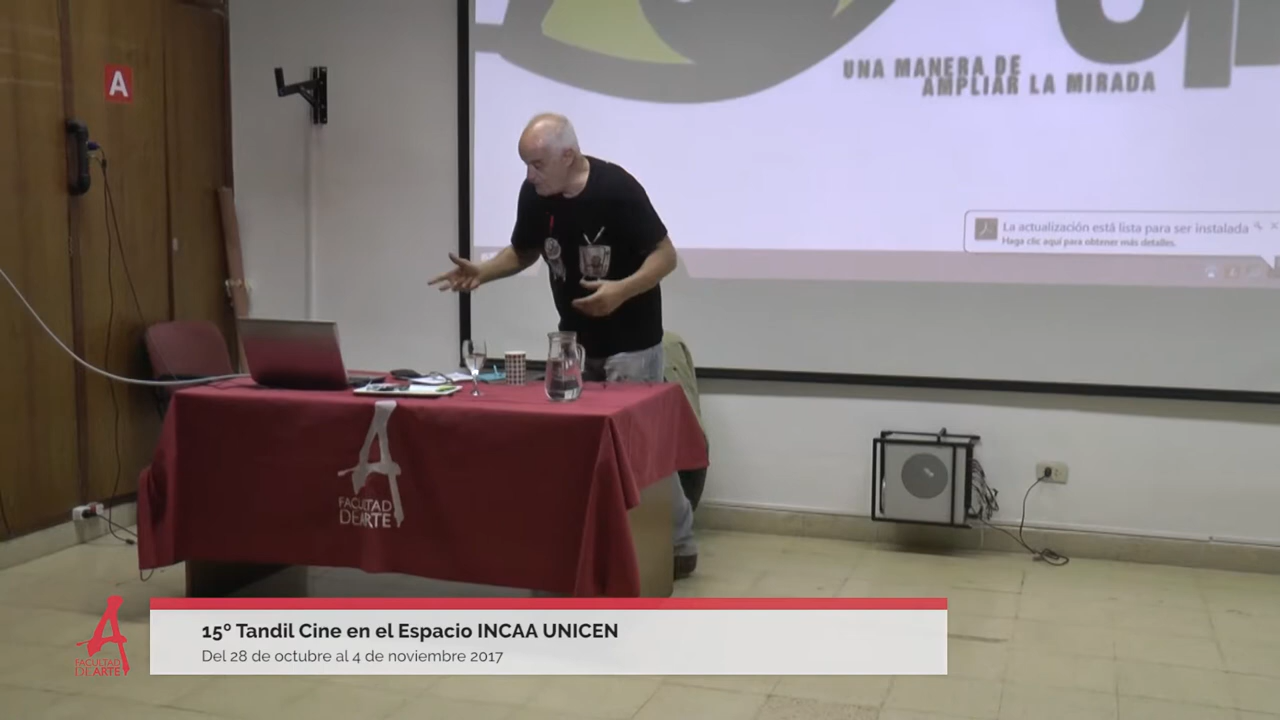 A
UNA MANERA DE
AMPLIAR LA MIRADA
La actualización está lista para ser instalada
Haga clic aquí para obtener más detalles.
FACULTAD
DE ARTE
15º Tandil Cine en el Espacio INCAA UNICEN
Del 28 de octubre al 4 de noviembre 2017
FACULTAD
DE ARTE